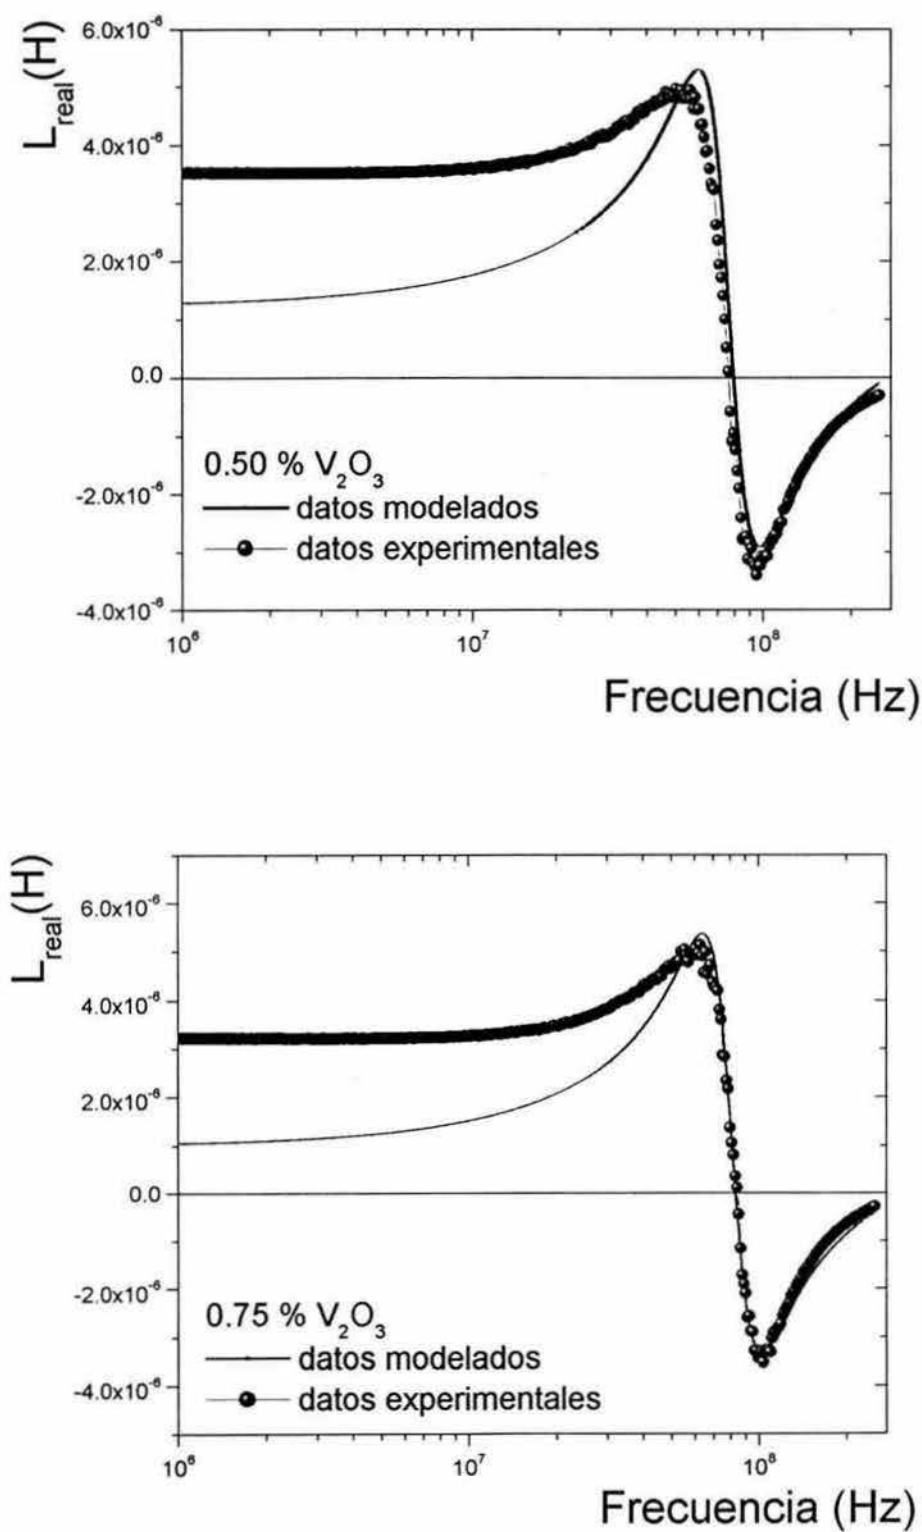 6.0x10⁻⁶
L_real(H)
4.0x10⁻⁶
2.0x10⁻⁶
0.0
-2.0x10⁻⁶
-4.0x10⁻⁶
0.50 % V₂O₃
datos modelados
datos experimentales
10⁶ 10⁷ 10⁸
Frecuencia (Hz)
L_real(H)
6.0x10⁻⁶
4.0x10⁻⁶
2.0x10⁻⁶
0.0
-2.0x10⁻⁶
-4.0x10⁻⁶
0.75 % V₂O₃
datos modelados
datos experimentales
10⁶ 10⁷ 10⁸
Frecuencia (Hz)